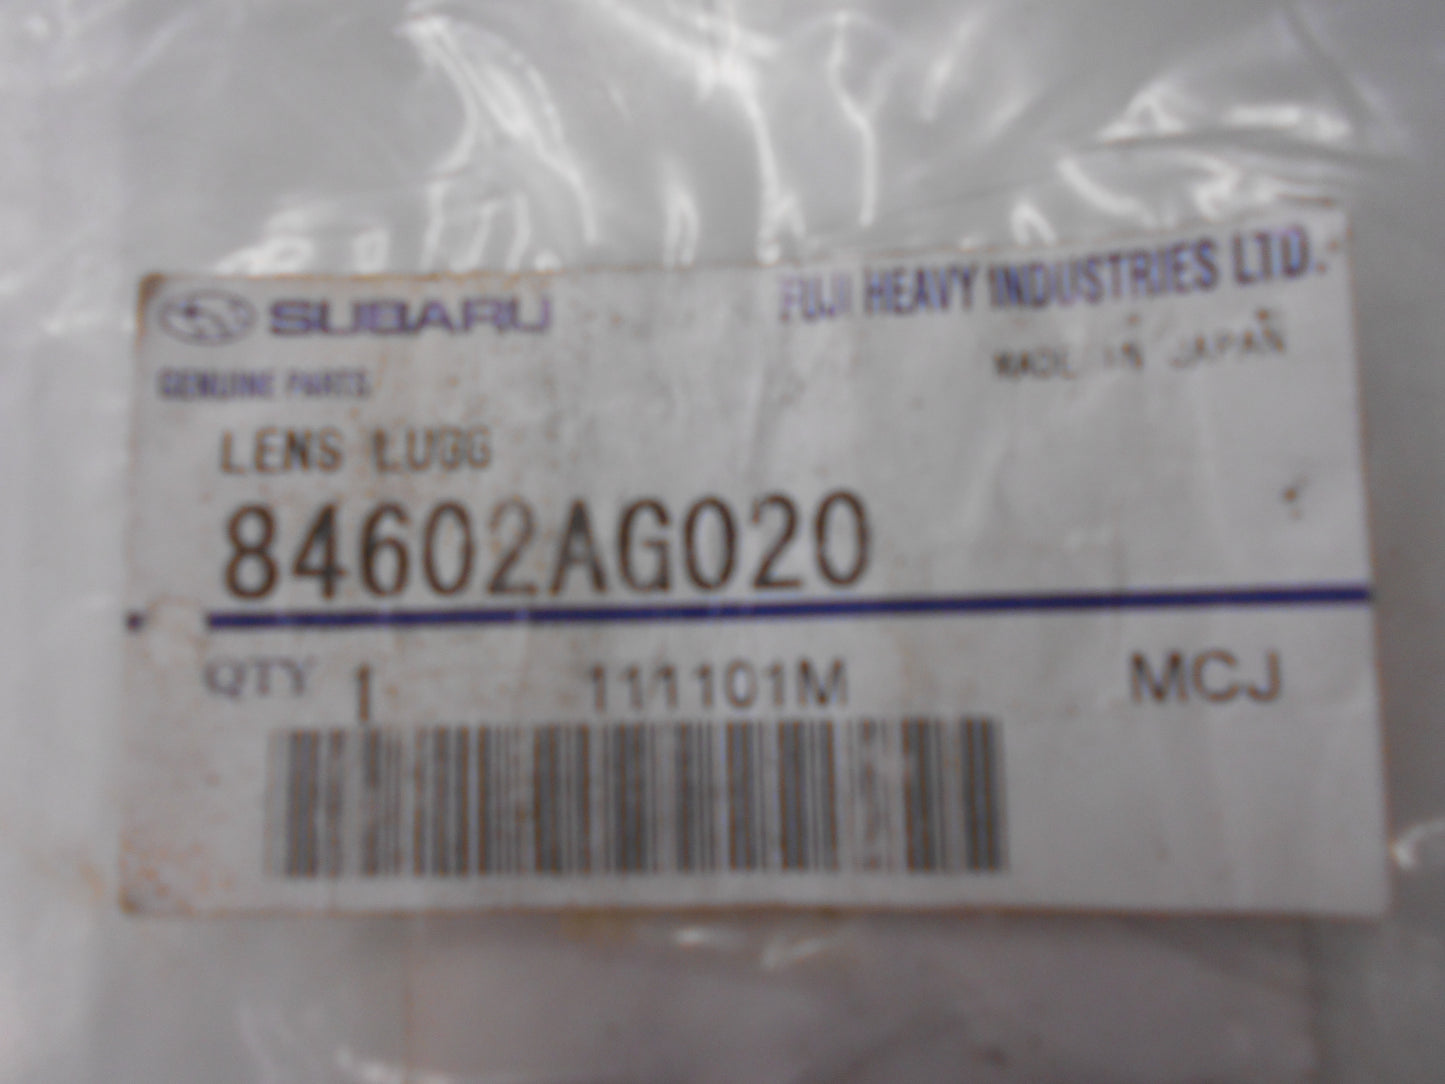 SUBARU FUJI HEAVY INDUSTRIES LTD.
GENUINE PARTS MADE IN JAPAN
LENS LUGG
84602AG020
QTY 1 111101M MCJ